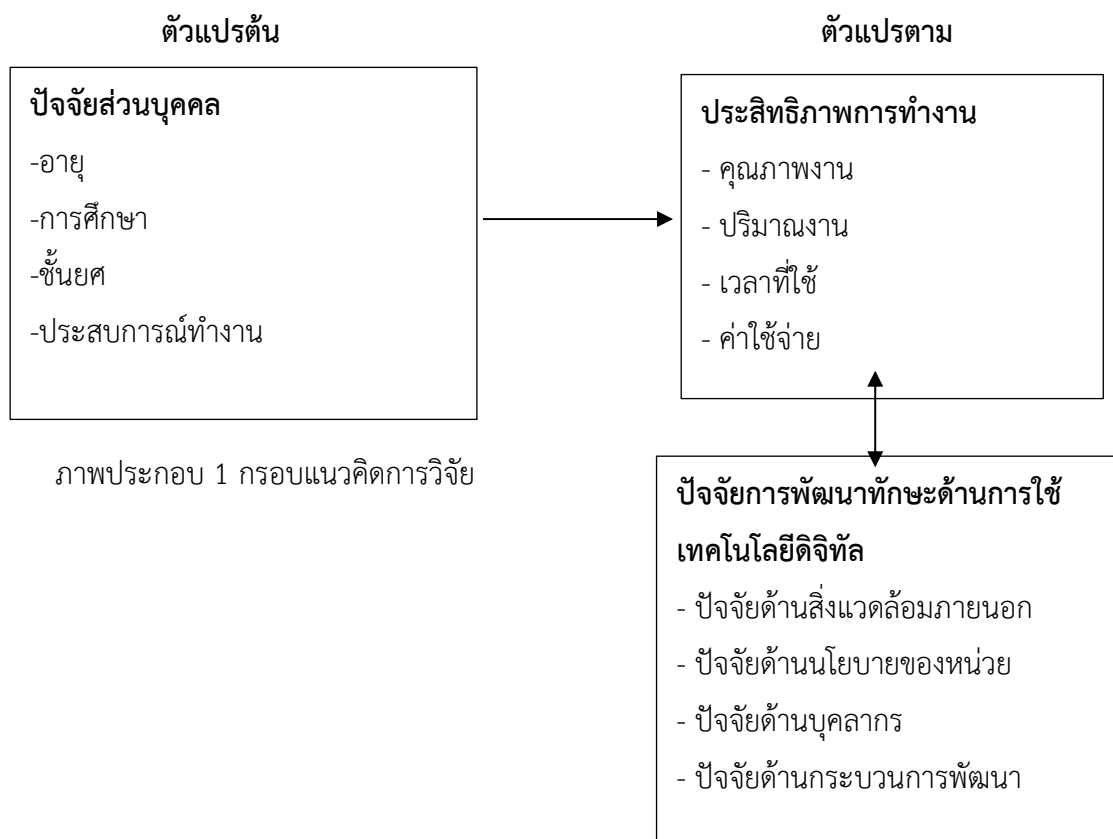 ตัวแปรต้น
ตัวแปรตาม
ปัจจัยส่วนบุคคล
-อายุ
-การศึกษา
-ชั้นยศ
-ประสบการณ์ทำงาน
ประสิทธิภาพการทำงาน
- คุณภาพงาน
- ปริมาณงาน
- เวลาที่ใช้
- ค่าใช้จ่าย
ภาพประกอบ 1 กรอบแนวคิดการวิจัย
ปัจจัยการพัฒนาทักษะด้านการใช้
เทคโนโลยีดิจิทัล
- ปัจจัยด้านสิ่งแวดล้อมภายนอก
- ปัจจัยด้านนโยบายของหน่วย
- ปัจจัยด้านบุคลากร
- ปัจจัยด้านกระบวนการพัฒนา